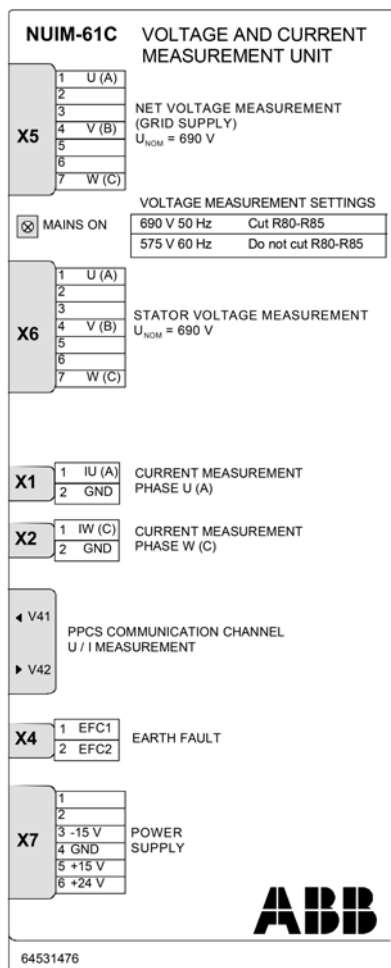 NUIM-61C VOLTAGE AND CURRENT
MEASUREMENT UNIT
X5
1 U (A)
2
3
4 V (B)
5
6
7 W (C)
NET VOLTAGE MEASUREMENT
(GRID SUPPLY)
UNOM = 690 V
MAINS ON
VOLTAGE MEASUREMENT SETTINGS
690 V 50 Hz Cut R80-R85
575 V 60 Hz Do not cut R80-R85
X6
1 U (A)
2
3
4 V (B)
5
6
7 W (C)
STATOR VOLTAGE MEASUREMENT
UNOM = 690 V
X1
1 IU (A)
2 GND
CURRENT MEASUREMENT
PHASE U (A)
X2
1 IW (C)
2 GND
CURRENT MEASUREMENT
PHASE W (C)
V41
V42
PPCS COMMUNICATION CHANNEL
U / I MEASUREMENT
X4
1 EFC1
2 EFC2
EARTH FAULT
X7
1
2
3 -15 V
4 GND
5 +15 V
6 +24 V
POWER
SUPPLY
ABB
64531476